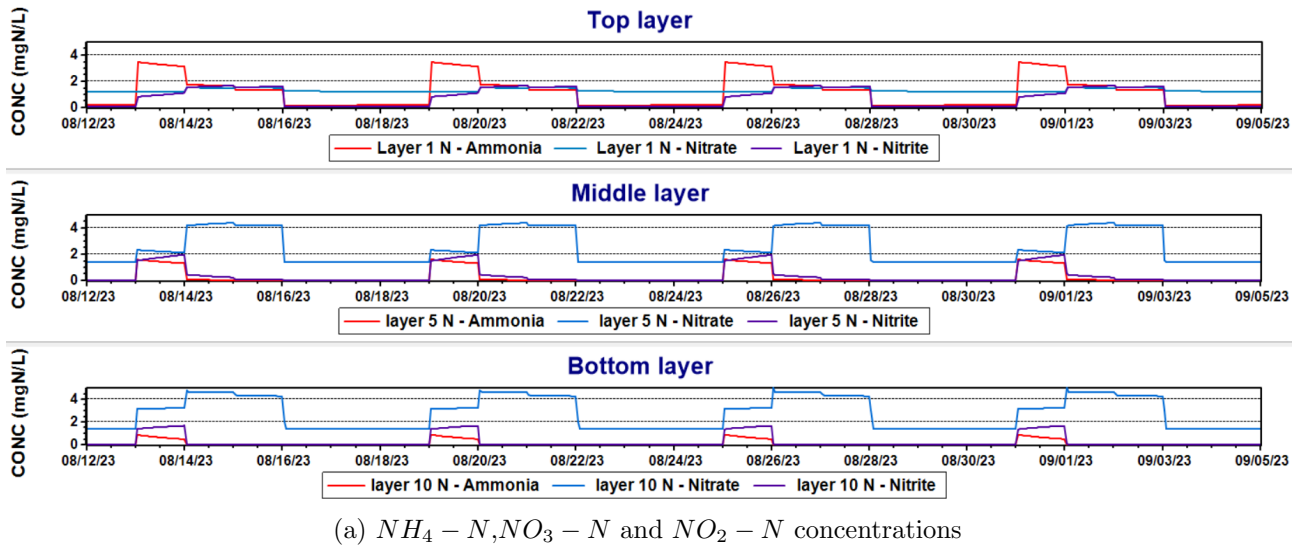 Top layer
CONC (mgN/L)
4
2
0
08/12/23 08/14/23 08/16/23 08/18/23 08/20/23 08/22/23 08/24/23 08/26/23 08/28/23 08/30/23 09/01/23 09/03/23 09/05/23
Layer 1 N - Ammonia Layer 1 N - Nitrate Layer 1 N - Nitrite
Middle layer
CONC (mgN/L)
4
2
0
08/12/23 08/14/23 08/16/23 08/18/23 08/20/23 08/22/23 08/24/23 08/26/23 08/28/23 08/30/23 09/01/23 09/03/23 09/05/23
layer 5 N - Ammonia layer 5 N - Nitrate layer 5 N - Nitrite
Bottom layer
CONC (mgN/L)
4
2
0
08/12/23 08/14/23 08/16/23 08/18/23 08/20/23 08/22/23 08/24/23 08/26/23 08/28/23 08/30/23 09/01/23 09/03/23 09/05/23
layer 10 N - Ammonia layer 10 N - Nitrate layer 10 N - Nitrite
(a) NH₄ − N,NO₃ − N and NO₂ − N concentrations